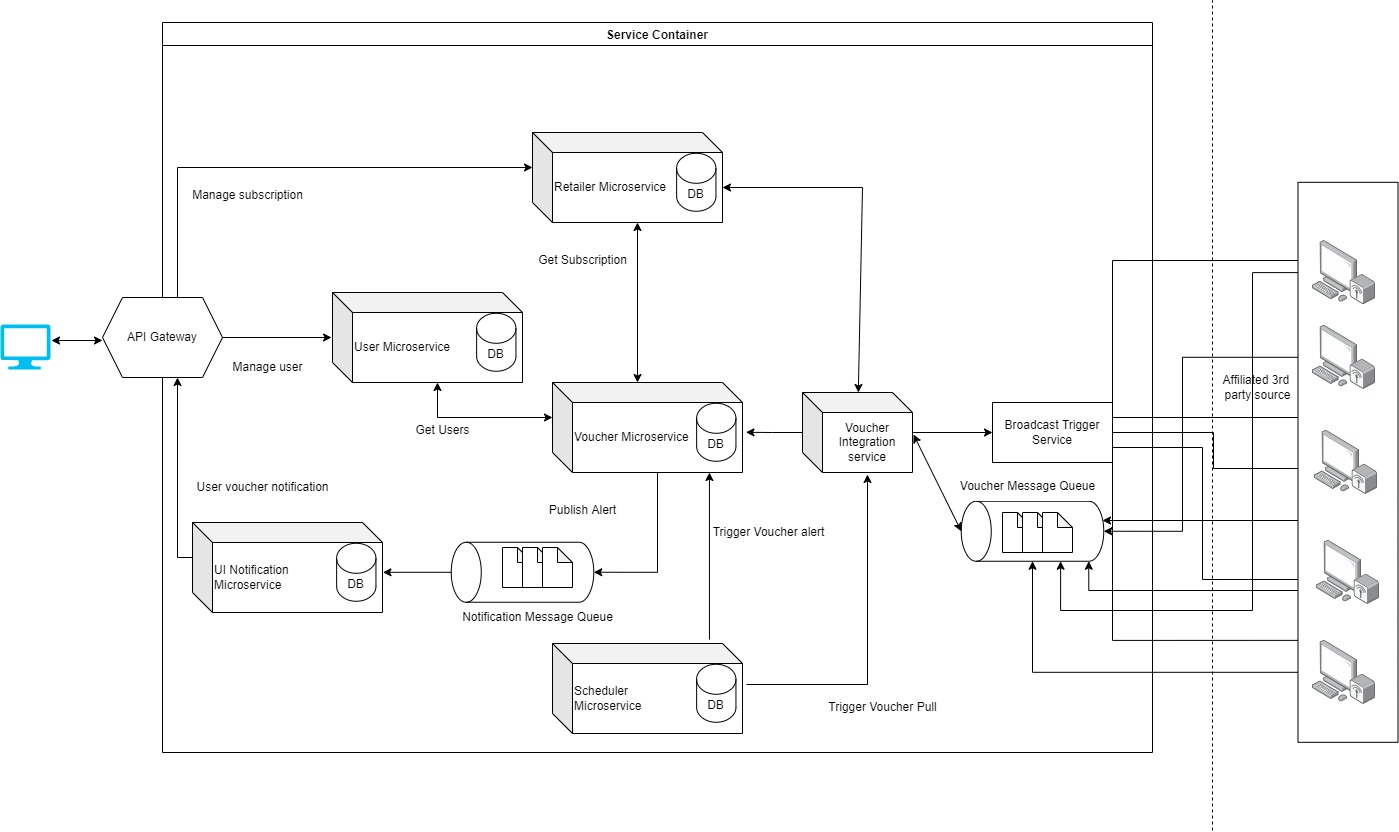 Service Container
Retailer Microservice
DB
Manage subscription
Get Subscription
API Gateway
Manage user
User Microservice
DB
Get Users
Voucher Microservice
DB
Voucher
Integration
service
Broadcast Trigger
Service
Affiliated 3rd
party source
Voucher Message Queue
User voucher notification
Publish Alert
Trigger Voucher alert
UI Notification
Microservice
DB
Notification Message Queue
Scheduler
Microservice
DB
Trigger Voucher Pull